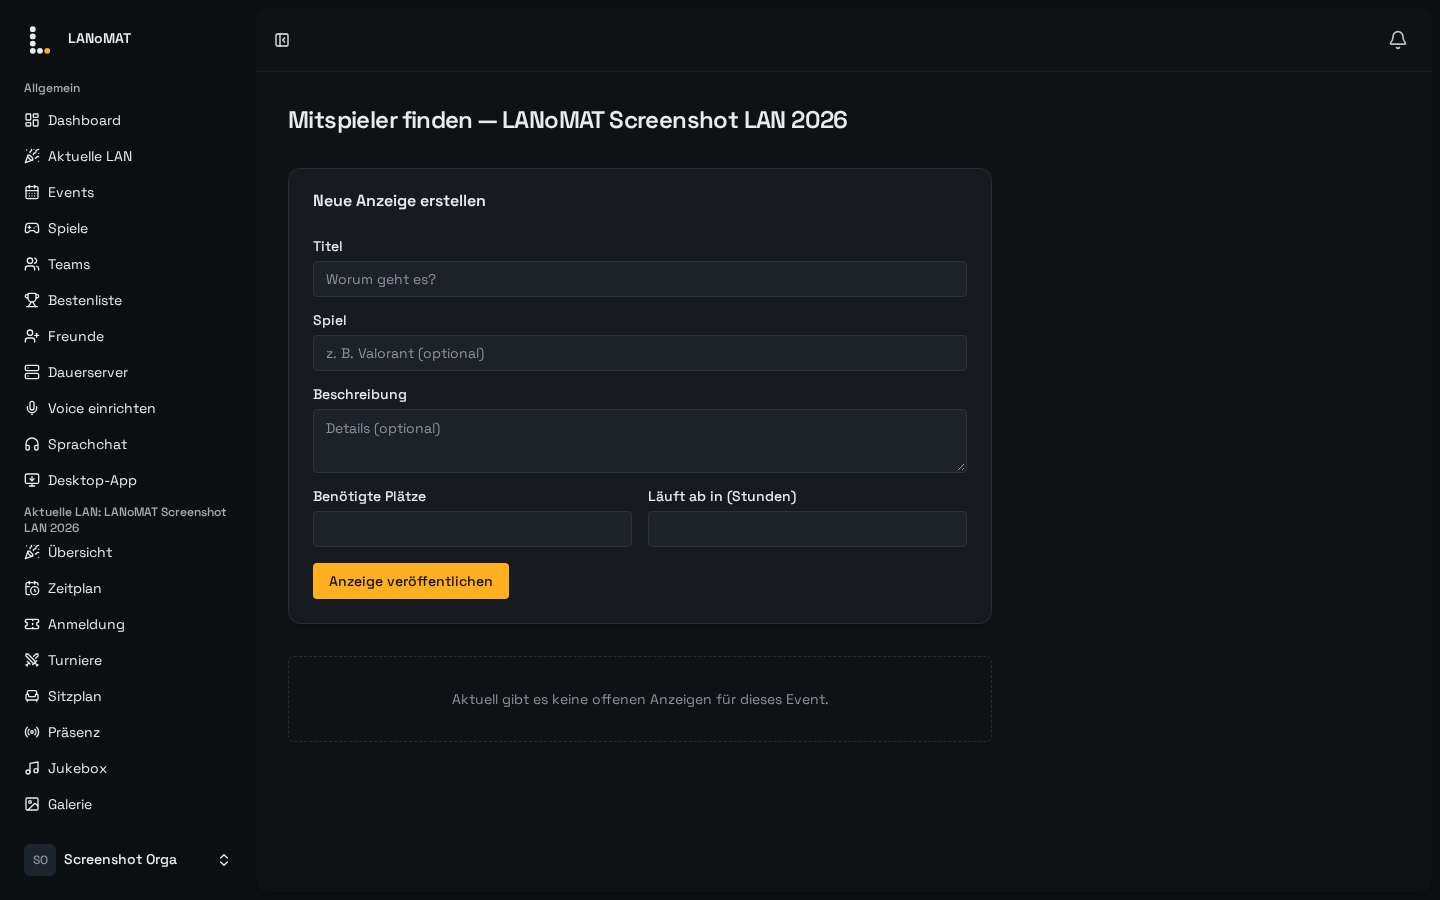 LANoMAT
Allgemein
Dashboard
Aktuelle LAN
Events
Spiele
Teams
Bestenliste
Freunde
Dauerserver
Voice einrichten
Sprachchat
Desktop-App
Aktuelle LAN: LANoMAT Screenshot
LAN 2026
Übersicht
Zeitplan
Anmeldung
Turniere
Sitzplan
Präsenz
Jukebox
Galerie
SO
Screenshot Orga
Mitspieler finden — LANoMAT Screenshot LAN 2026
Neue Anzeige erstellen
Titel
Worum geht es?
Spiel
z. B. Valorant (optional)
Beschreibung
Details (optional)
Benötigte Plätze
Läuft ab in (Stunden)
Anzeige veröffentlichen
Aktuell gibt es keine offenen Anzeigen für dieses Event.